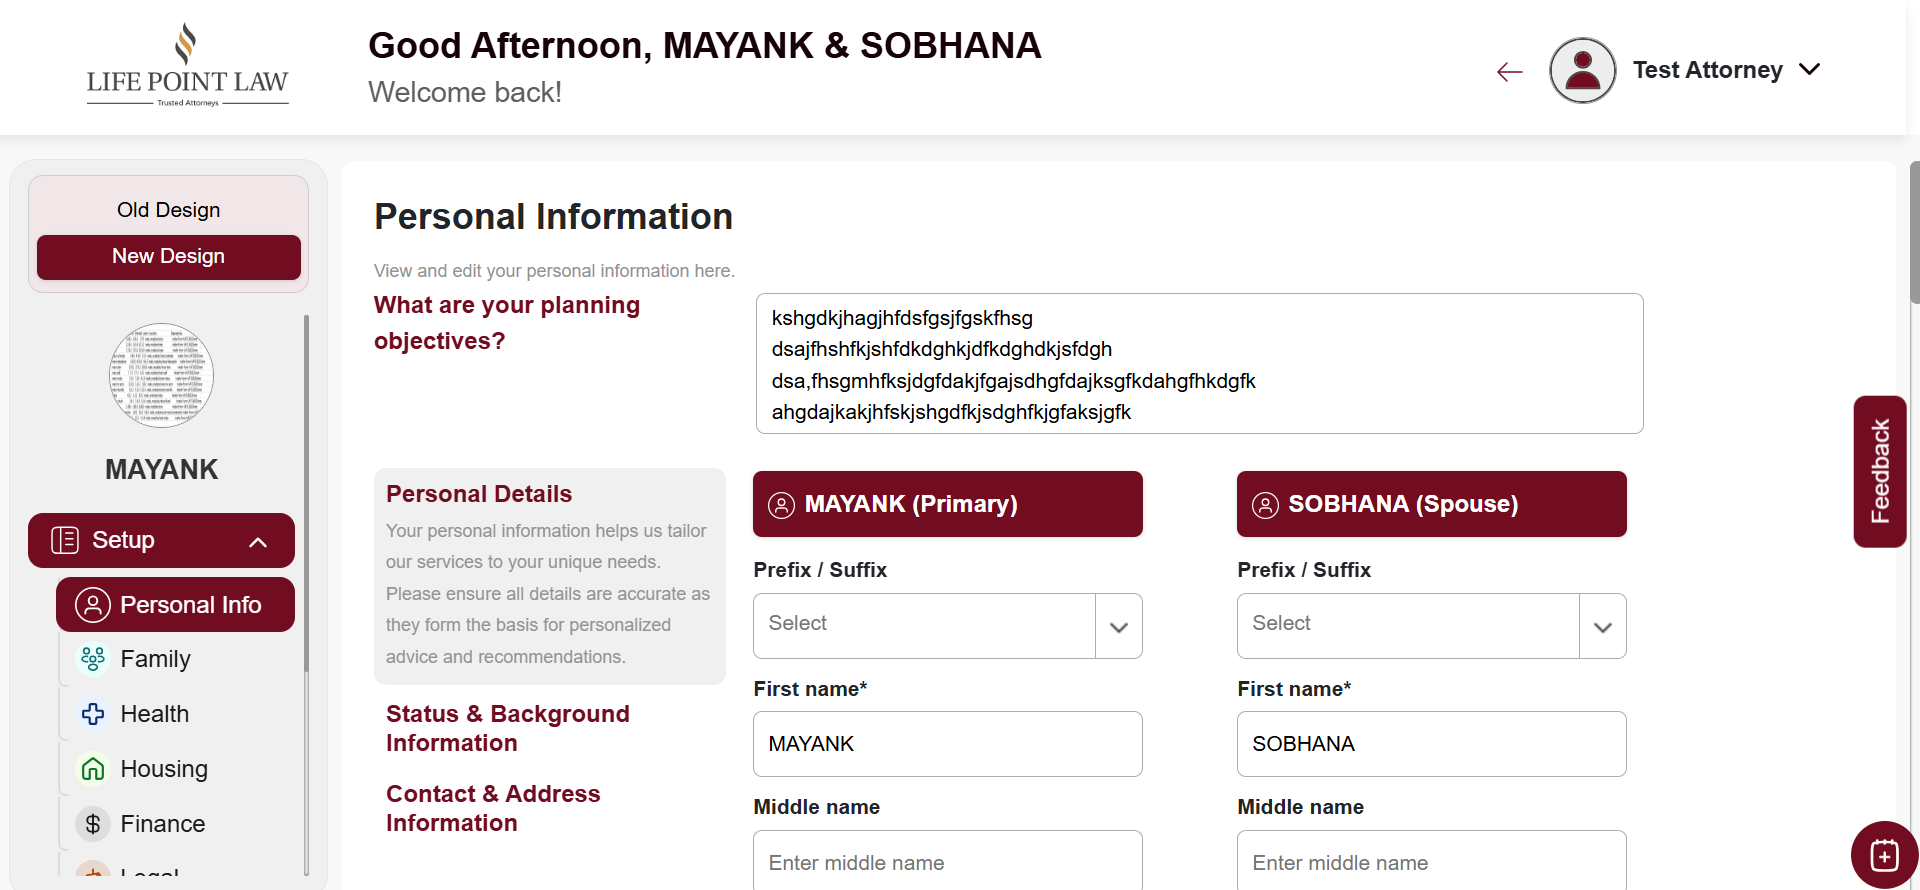 LIFE POINT LAW
Trusted Attorneys
Good Afternoon, MAYANK & SOBHANA
Welcome back!
Test Attorney
Old Design
New Design
MAYANK
Setup
Personal Info
Family
Health
Housing
Finance
Legal
Personal Information
View and edit your personal information here.
What are your planning
objectives?
kshgdkjhagjhfdsfgsjfgskfhsg
dsajfhshfkjshfdkdghkjdfkdghdkjsfdgh
dsa,fhsgmhfksjdgfdakjfgajsdhgfdajksgfkdahgfhkdgfk
ahgdajkakjhfskjshgdfkjsdghfkjgfaksjgfk
Personal Details
Your personal information helps us tailor
our services to your unique needs.
Please ensure all details are accurate as
they form the basis for personalized
advice and recommendations.
Status & Background
Information
Contact & Address
Information
MAYANK (Primary)
Prefix / Suffix
Select
First name*
MAYANK
Middle name
Enter middle name
SOBHANA (Spouse)
Prefix / Suffix
Select
First name*
SOBHANA
Middle name
Enter middle name
Feedback